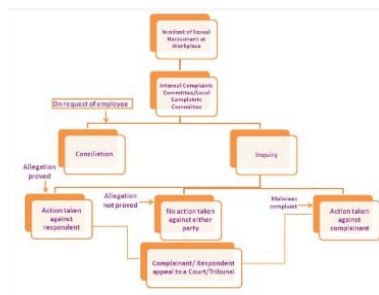 Incident of Sexual
Harassment at
Workplace
Internal Complaints
Committee/Local
Complaints
Committee
On request of employee
Conciliation
Inquiry
Allegation
proved
Allegation
not proved
Malicious
complaint
Action taken
against
respondent
No action taken
against either
party
Action taken
against
complainant
Complainant/ Respondent
appeal to a Court/Tribunal